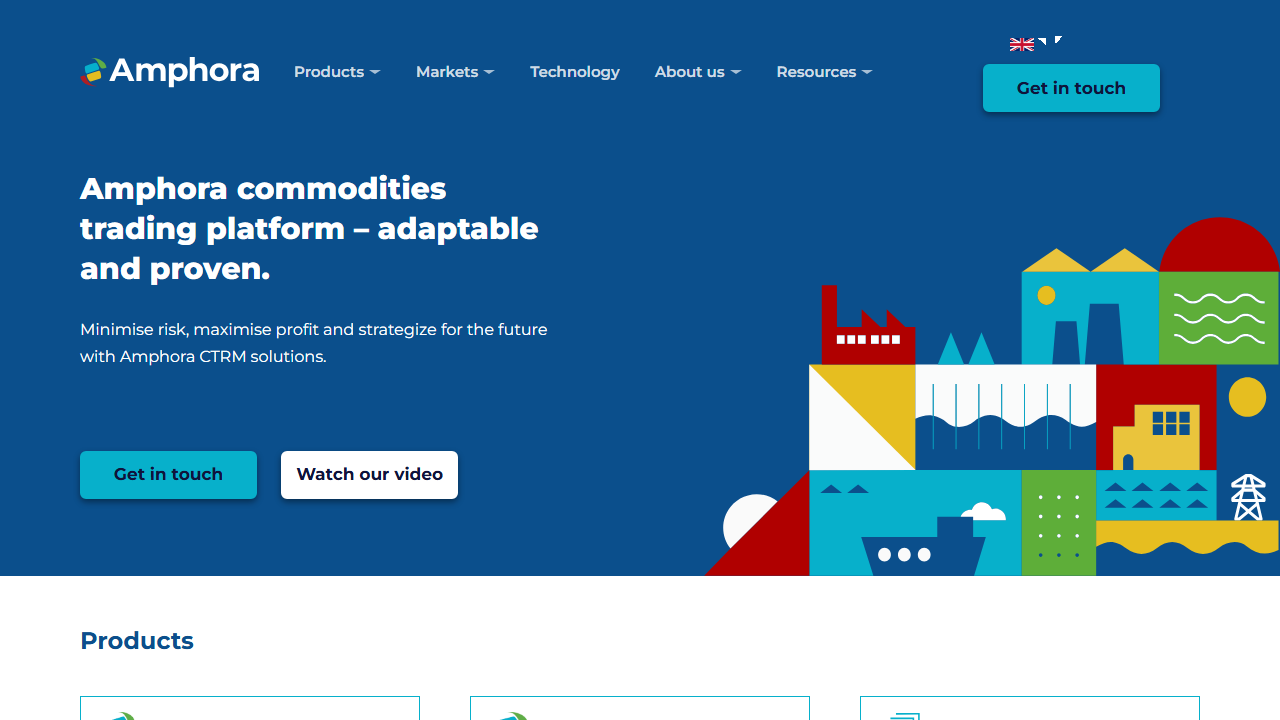 Amphora
Products
Markets
Technology
About us
Resources
Get in touch
Amphora commodities
trading platform – adaptable
and proven.
Minimise risk, maximise profit and strategize for the future
with Amphora CTRM solutions.
Get in touch
Watch our video
Products